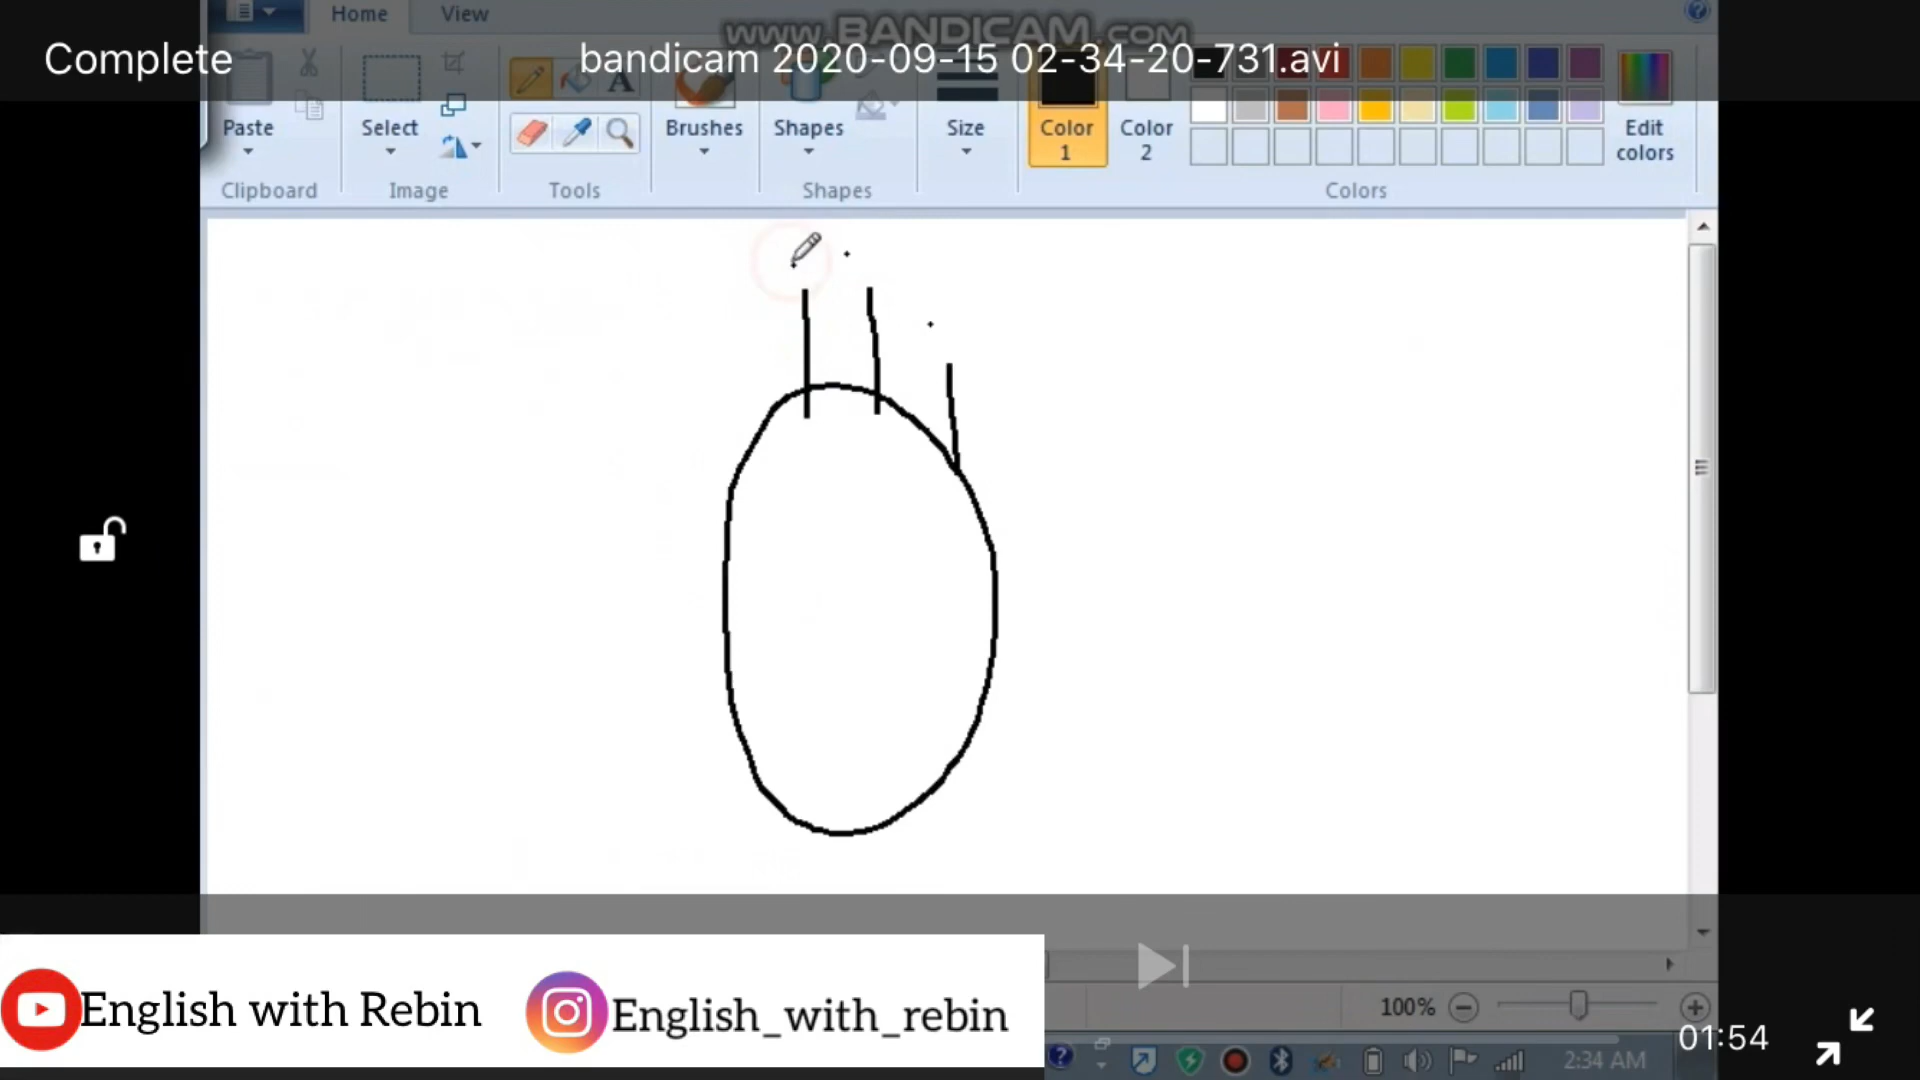 Home View
www.BANDICAM.com
Complete bandicam 2020-09-15 02-34-20-731.avi
A
Paste Select Brushes Shapes Size Color 1 Color 2 Edit colors
Clipboard Image Tools Shapes Colors
100%
English with Rebin English_with_rebin
01:54
2:34 AM